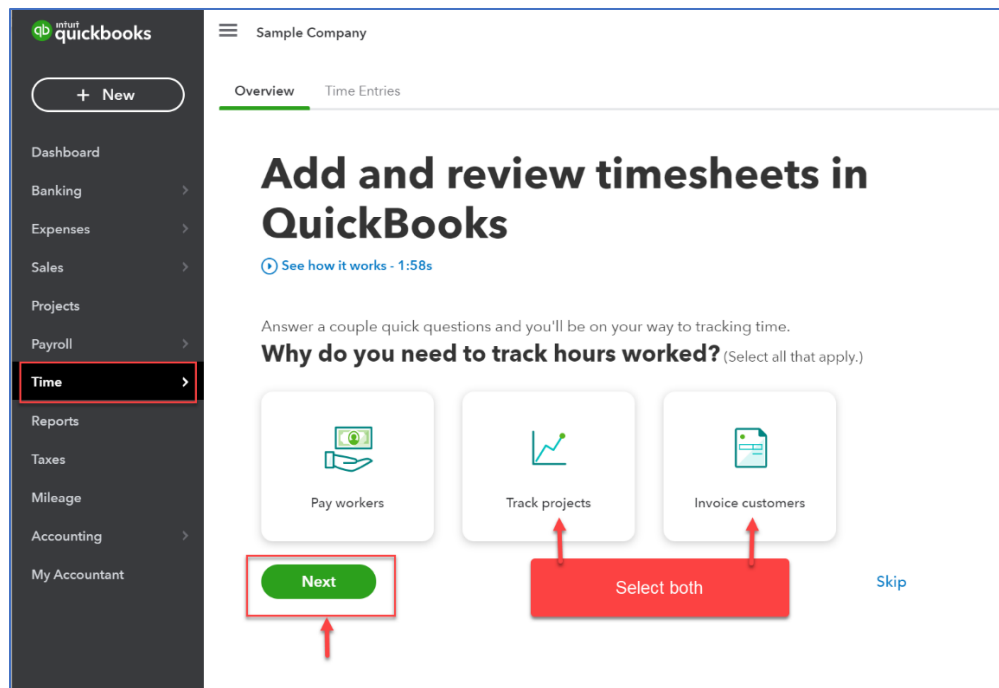 intuit
quickbooks
Sample Company
+ New
Overview Time Entries
Dashboard
Banking
Expenses
Sales
Projects
Payroll
Time
Reports
Taxes
Mileage
Accounting
My Accountant
Add and review timesheets in
QuickBooks
See how it works - 1:58s
Answer a couple quick questions and you'll be on your way to tracking time.
Why do you need to track hours worked? (Select all that apply.)
Pay workers
Track projects
Invoice customers
Next
Select both
Skip